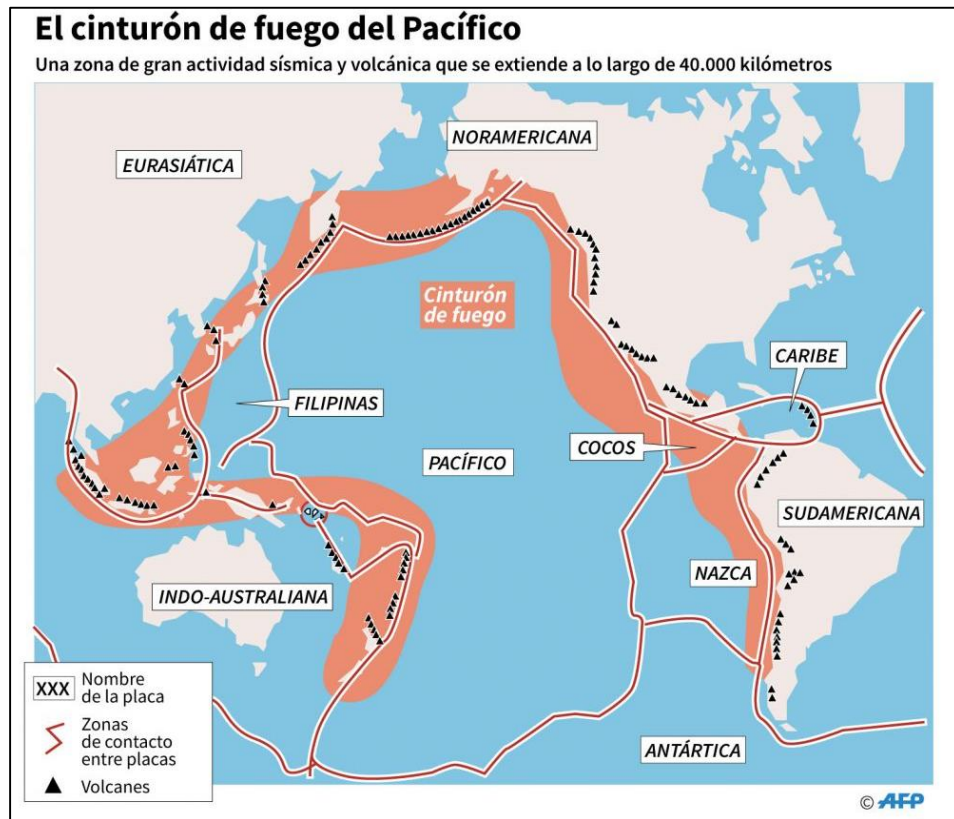 El cinturón de fuego del Pacífico
Una zona de gran actividad sísmica y volcánica que se extiende a lo largo de 40.000 kilómetros
NORAMERICANA
EURASIÁTICA
Cinturón
de fuego
CARIBE
FILIPINAS
COCOS
PACÍFICO
SUDAMERICANA
NAZCA
INDO-AUSTRALIANA
ANTÁRTICA
XXX Nombre
de la placa
Zonas
de contacto
entre placas
Volcanes
© AFP